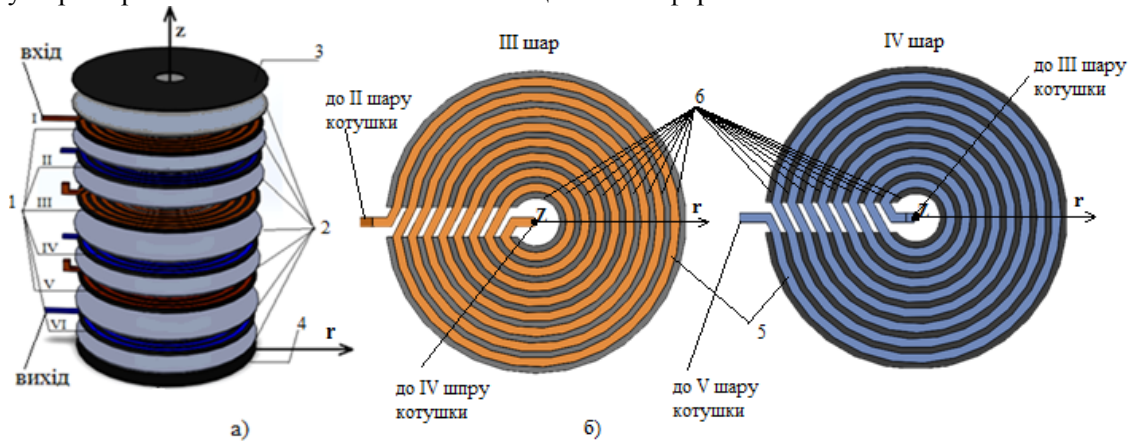 z
вхід
3
I
II
1
III
2
IV
V
VI
4
r
вихід
а)
III шар
до II шару
котушки
6
Z
r
5
до IV шпру
котушки
б)
IV шар
до III шару
котушки
Z
r
до V шару
котушки